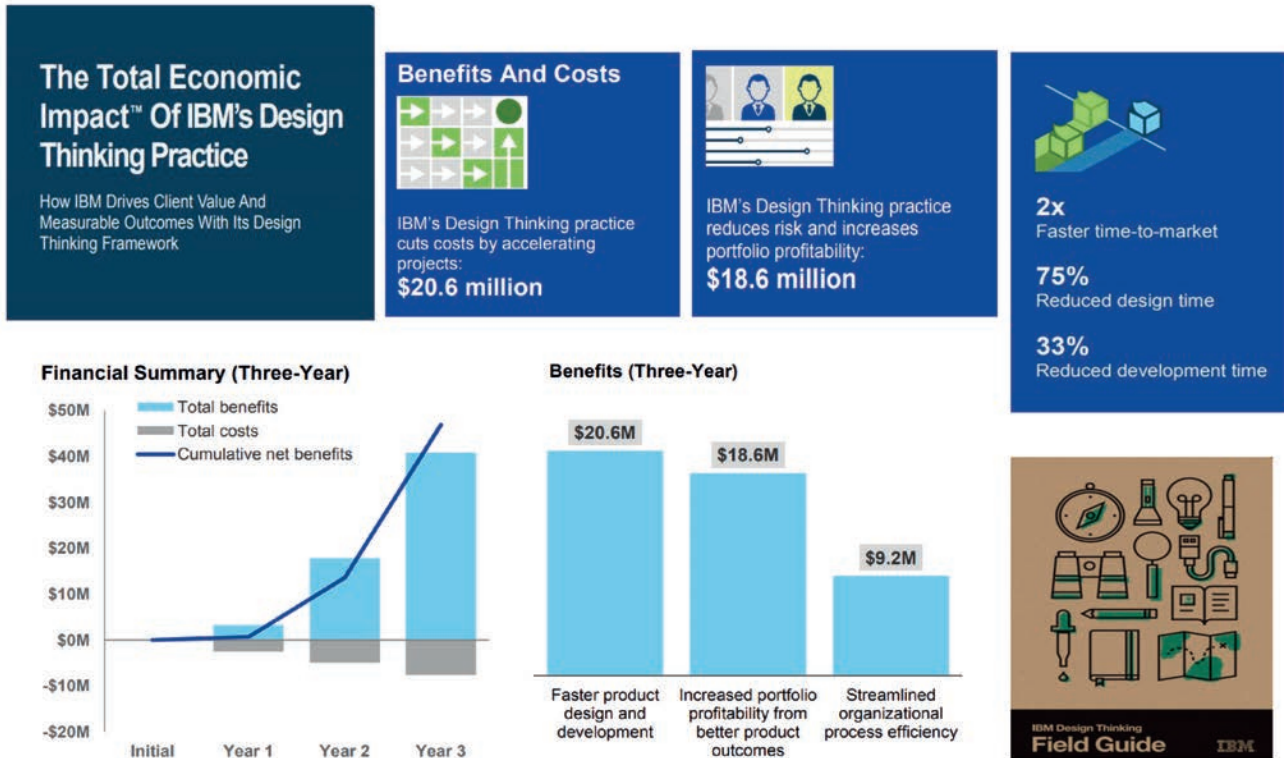 The Total Economic
Impact™ Of IBM's Design
Thinking Practice
How IBM Drives Client Value And
Measurable Outcomes With Its Design
Thinking Framework
Benefits And Costs
IBM's Design Thinking practice
cuts costs by accelerating
projects:
$20.6 million
IBM's Design Thinking practice
reduces risk and increases
portfolio profitability:
$18.6 million
2x
Faster time-to-market
75%
Reduced design time
33%
Reduced development time
Financial Summary (Three-Year)
Total benefits
Total costs
Cumulative net benefits
$50M
$40M
$30M
$20M
$10M
$0M
-$10M
-$20M
Initial
Year 1
Year 2
Year 3
Benefits (Three-Year)
$20.6M
$18.6M
$9.2M
Faster product
design and
development
Increased portfolio
profitability from
better product
outcomes
Streamlined
organizational
process efficiency
IBM Design Thinking
Field Guide
IBM